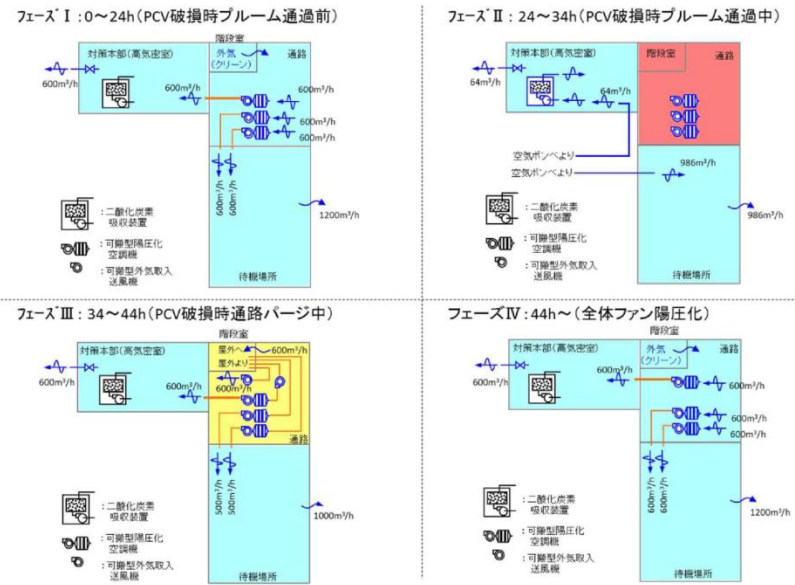 フェーズⅠ:0～24h(PCV破損時プルーム通過前)
階段室
対策本部(高気密室)
外気
(クリーン)
通路
600m³/h
600m³/h
600m³/h
600m³/h
600m³/h
600m³/h
600m³/h
1200m³/h
:二酸化炭素
吸収装置
:可搬型陽圧化
空調機
:可搬型外気取入
送風機
待機場所
フェーズⅡ:24～34h(PCV破損時プルーム通過中)
対策本部(高気密室)
階段室
通路
64m³/h
64m³/h
空気ボンベより
空気ボンベより
986m³/h
986m³/h
:二酸化炭素
吸収装置
:可搬型陽圧化
空調機
:可搬型外気取入
送風機
待機場所
フェーズⅢ:34～44h(PCV破損時通路パージ中)
階段室
対策本部(高気密室)
屋外へ
600m³/h
屋外より
600m³/h
600m³/h
600m³/h
通路
500m³/h
500m³/h
1000m³/h
:二酸化炭素
吸収装置
:可搬型陽圧化
空調機
:可搬型外気取入
送風機
待機場所
フェーズⅣ:44h～(全体ファン陽圧化)
階段室
対策本部(高気密室)
外気
(クリーン)
通路
600m³/h
600m³/h
600m³/h
600m³/h
600m³/h
600m³/h
600m³/h
1200m³/h
:二酸化炭素
吸収装置
:可搬型陽圧化
空調機
:可搬型外気取入
送風機
待機場所